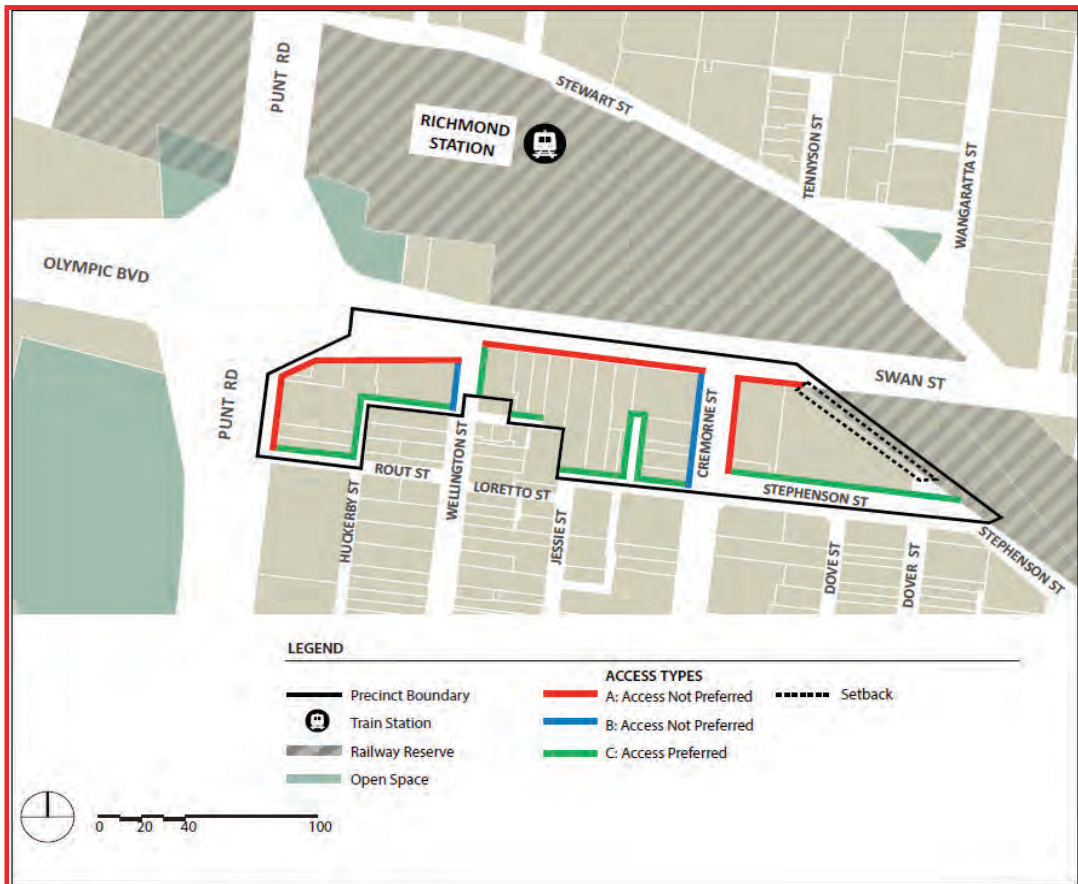 PUNT RD
STEWART ST
RICHMOND
STATION
TENNYSON ST
WANGARATTA ST
OLYMPIC BVD
SWAN ST
PUNT RD
CREMORNE ST
WELLINGTON ST
ROUT ST
LORETTO ST
STEPHENSON ST
HUCKERBY ST
JESSIE ST
DOVE ST
DOVER ST
STEPHENSON ST
LEGEND
ACCESS TYPES
Precinct Boundary
A: Access Not Preferred
Setback
Train Station
B: Access Not Preferred
Railway Reserve
C: Access Preferred
Open Space
0 20 40 100